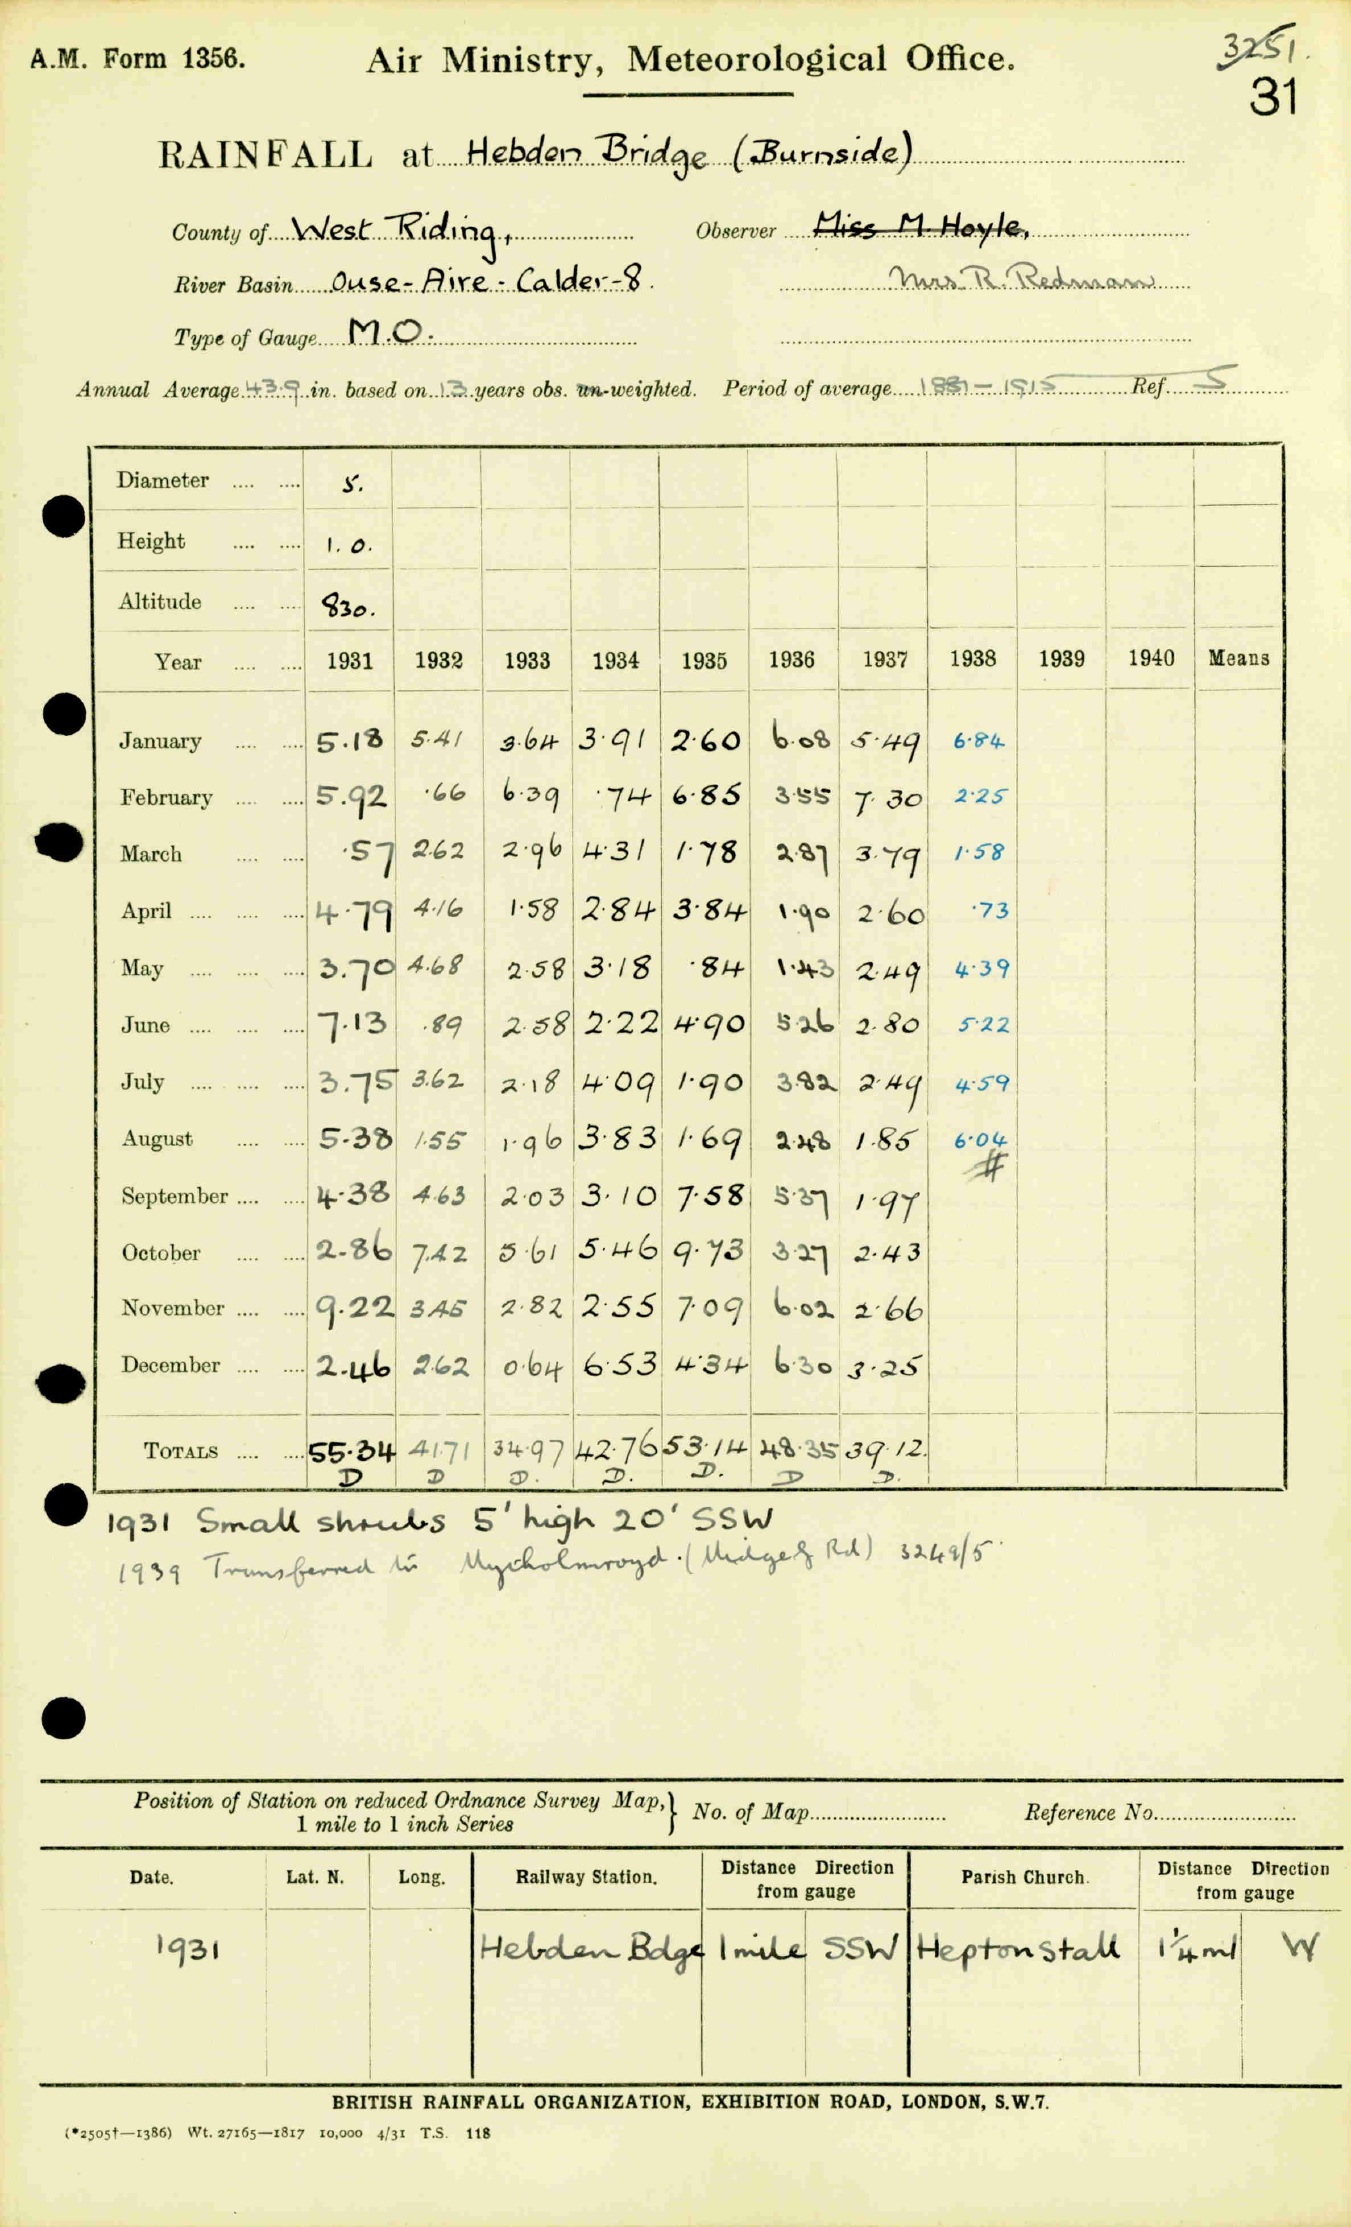 A.M. Form 1356. Air Ministry, Meteorological Office. 3251.
31
RAINFALL at Hebden Bridge (Burnside)
County of West Riding, Observer Miss M. Hoyle,
River Basin Ouse-Aire-Calder-8. Mrs R. Redman
Type of Gauge M.O.
Annual Average 43.9 in. based on 13 years obs. un-weighted. Period of average 1881-1915 Ref. 5
Diameter 5.
Height 1.0.
Altitude 830.
Year 1931 1932 1933 1934 1935 1936 1937 1938 1939 1940 Means
January 5.18 5.41 3.64 3.91 2.60 6.08 5.49 6.84
February 5.92 .66 6.39 .74 6.85 3.55 7.30 2.25
March .57 2.62 2.96 4.31 1.78 2.87 3.79 1.58
April 4.79 4.16 1.58 2.84 3.84 1.90 2.60 .73
May 3.70 4.68 2.58 3.18 .84 1.43 2.49 4.39
June 7.13 .89 2.58 2.22 4.90 5.26 2.80 5.22
July 3.75 3.62 2.18 4.09 1.90 3.82 2.49 4.59
August 5.38 1.55 1.96 3.83 1.69 2.48 1.85 6.04
#
September 4.38 4.63 2.03 3.10 7.58 5.37 1.97
October 2.86 7.42 5.61 5.46 9.73 3.27 2.43
November 9.22 3.45 2.82 2.55 7.09 6.02 2.66
December 2.46 2.62 0.64 6.53 4.34 6.30 3.25
TOTALS 55.34 41.71 34.97 42.76 53.14 48.35 39.12
D D D. D. D. D D.
1931 Small shrubs 5' high 20' SSW
1939 Transferred to Mytholmroyd. (Midgely Rd) 3249/5
Position of Station on reduced Ordnance Survey Map,} No. of Map Reference No.
1 mile to 1 inch Series
Date. Lat. N. Long. Railway Station. Distance Direction from gauge Parish Church. Distance Direction from gauge
1931 Hebden Bdge 1 mile SSW Heptonstall 1¼ ml W
BRITISH RAINFALL ORGANIZATION, EXHIBITION ROAD, LONDON, S.W.7.
(*2505†—1386) Wt. 27165—1817 10,000 4/31 T.S. 118